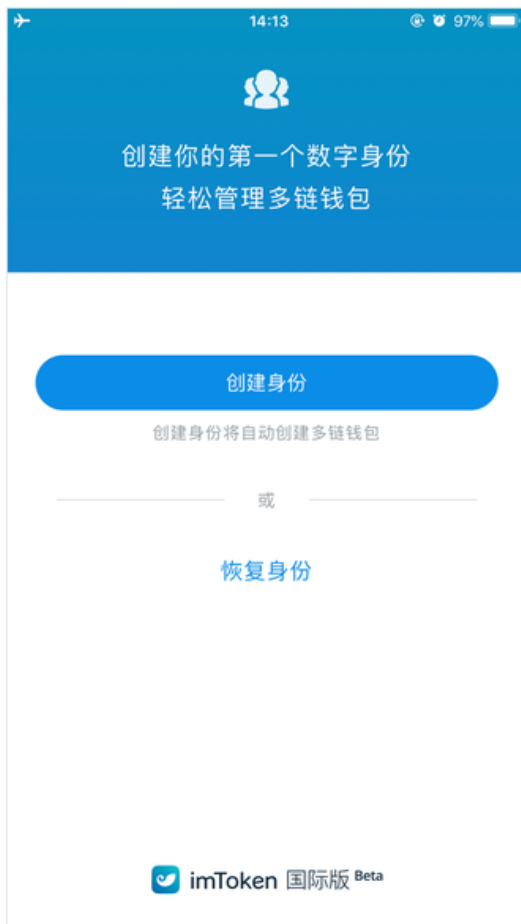 14:13
97%
创建你的第一个数字身份
轻松管理多链钱包
创建身份
创建身份将自动创建多链钱包
或
恢复身份
imToken 国际版 Beta